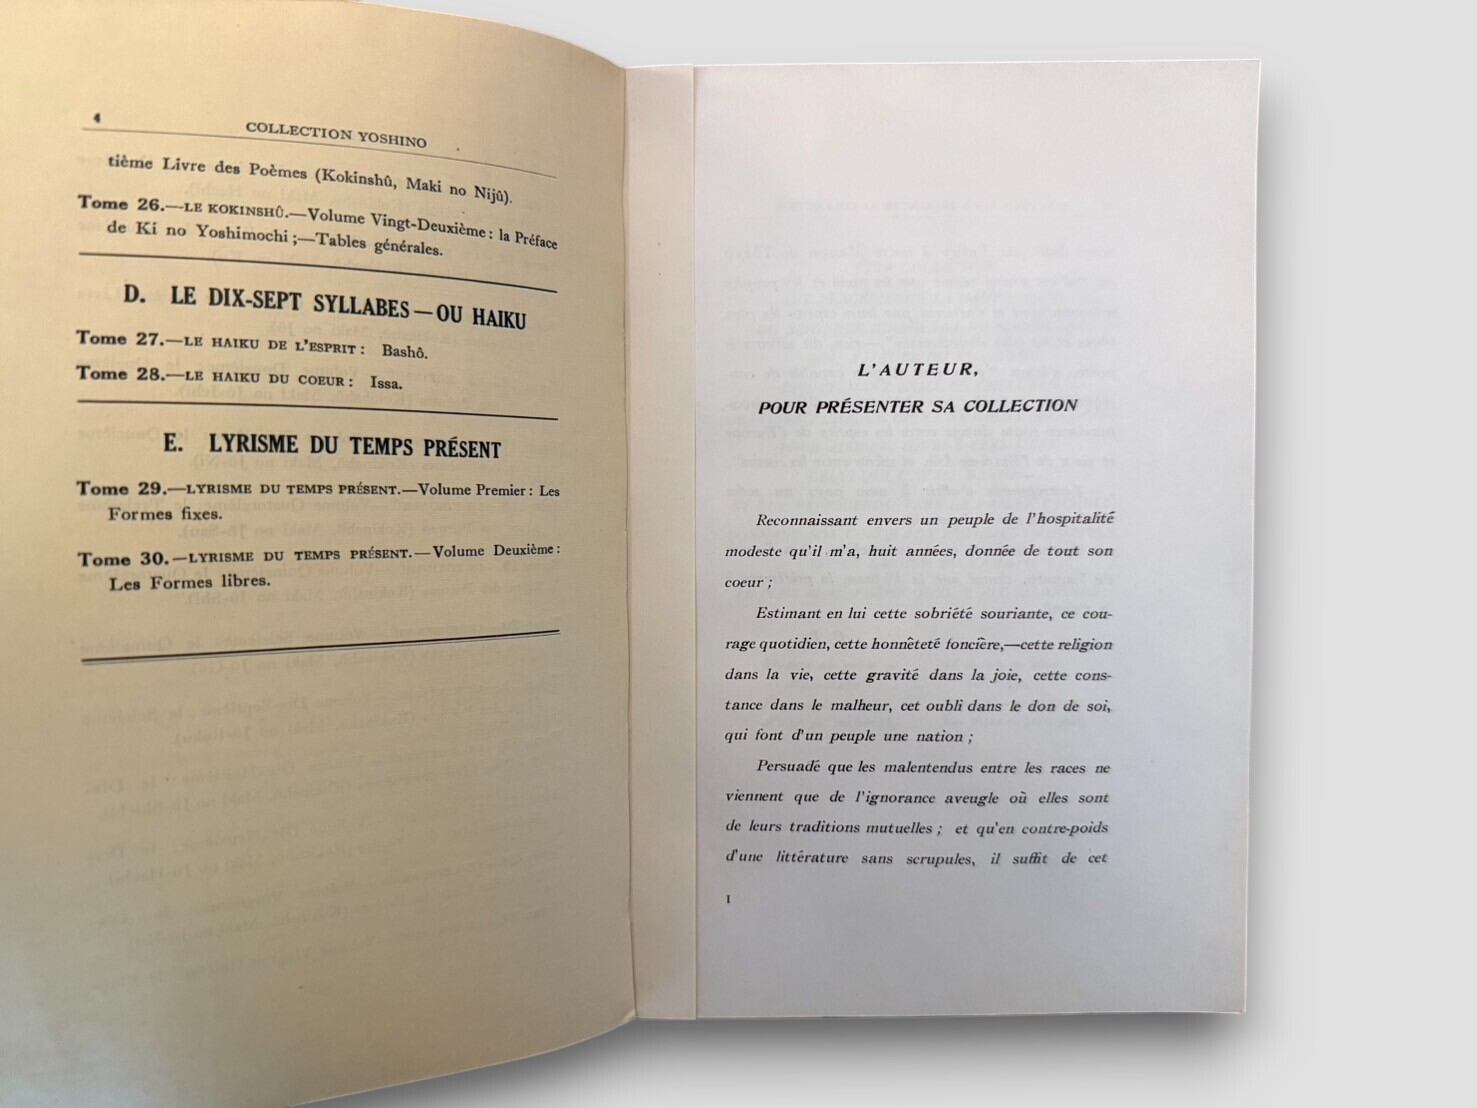 4
COLLECTION YOSHINO
tième Livre des Poèmes (Kokinshû, Maki no Nijû).
Tome 26.—LE KOKINSHÛ.—Volume Vingt-Deuxième : la Préface
de Ki no Yoshimochi ;—Tables générales.
D. LE DIX-SEPT SYLLABES — OU HAIKU
Tome 27.—LE HAIKU DE L'ESPRIT : Bashô.
Tome 28.—LE HAIKU DU COEUR : Issa.
E. LYRISME DU TEMPS PRÉSENT
Tome 29.—LYRISME DU TEMPS PRÉSENT.—Volume Premier : Les
Formes fixes.
Tome 30.—LYRISME DU TEMPS PRÉSENT.—Volume Deuxième :
Les Formes libres.
L'AUTEUR,
POUR PRÉSENTER SA COLLECTION
Reconnaissant envers un peuple de l'hospitalité
modeste qu'il m'a, huit années, donnée de tout son
coeur ;
Estimant en lui cette sobriété souriante, ce cou-
rage quotidien, cette honnêteté foncière,—cette religion
dans la vie, cette gravité dans la joie, cette cons-
tance dans le malheur, cet oubli dans le don de soi,
qui font d'un peuple une nation ;
Persuadé que les malentendus entre les races ne
viennent que de l'ignorance aveugle où elles sont
de leurs traditions mutuelles ; et qu'en contre-poids
d'une littérature sans scrupules, il suffit de cet
I